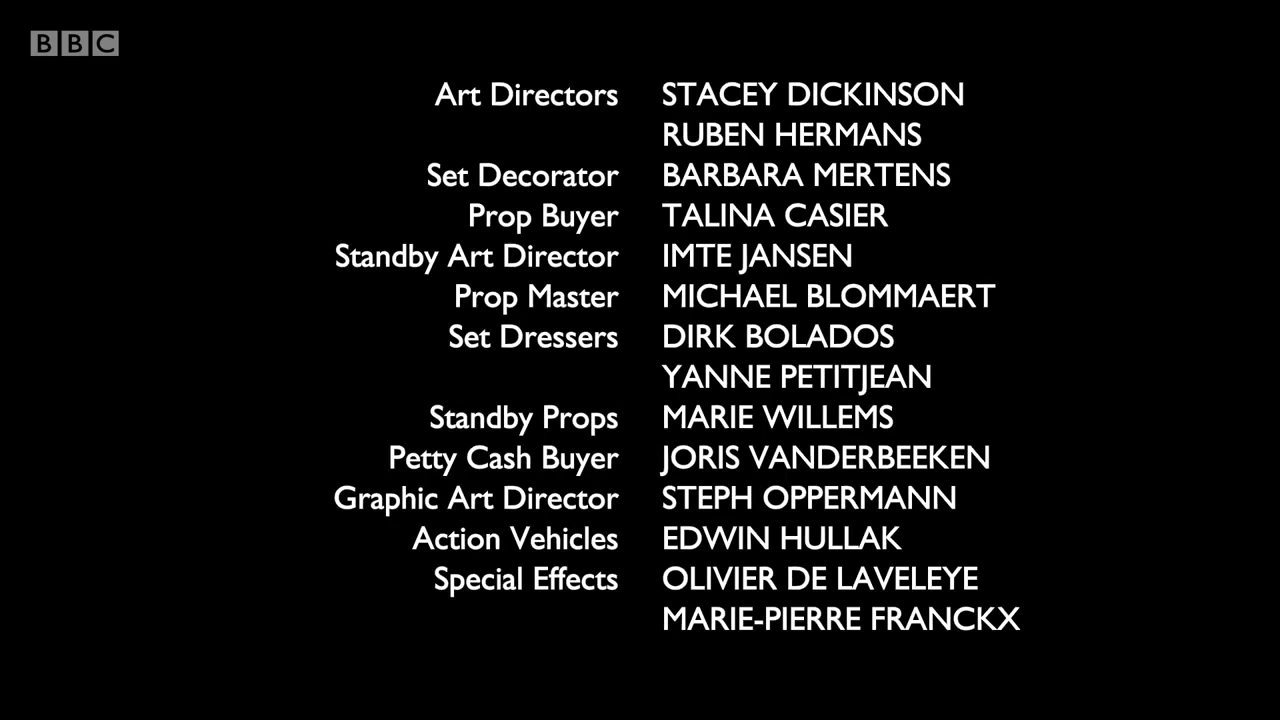 BBC
Art Directors STACEY DICKINSON
RUBEN HERMANS
Set Decorator BARBARA MERTENS
Prop Buyer TALINA CASIER
Standby Art Director IMTE JANSEN
Prop Master MICHAEL BLOMMAERT
Set Dressers DIRK BOLADOS
YANNE PETITJEAN
Standby Props MARIE WILLEMS
Petty Cash Buyer JORIS VANDERBEEKEN
Graphic Art Director STEPH OPPERMANN
Action Vehicles EDWIN HULLAK
Special Effects OLIVIER DE LAVELEYE
MARIE-PIERRE FRANCKX